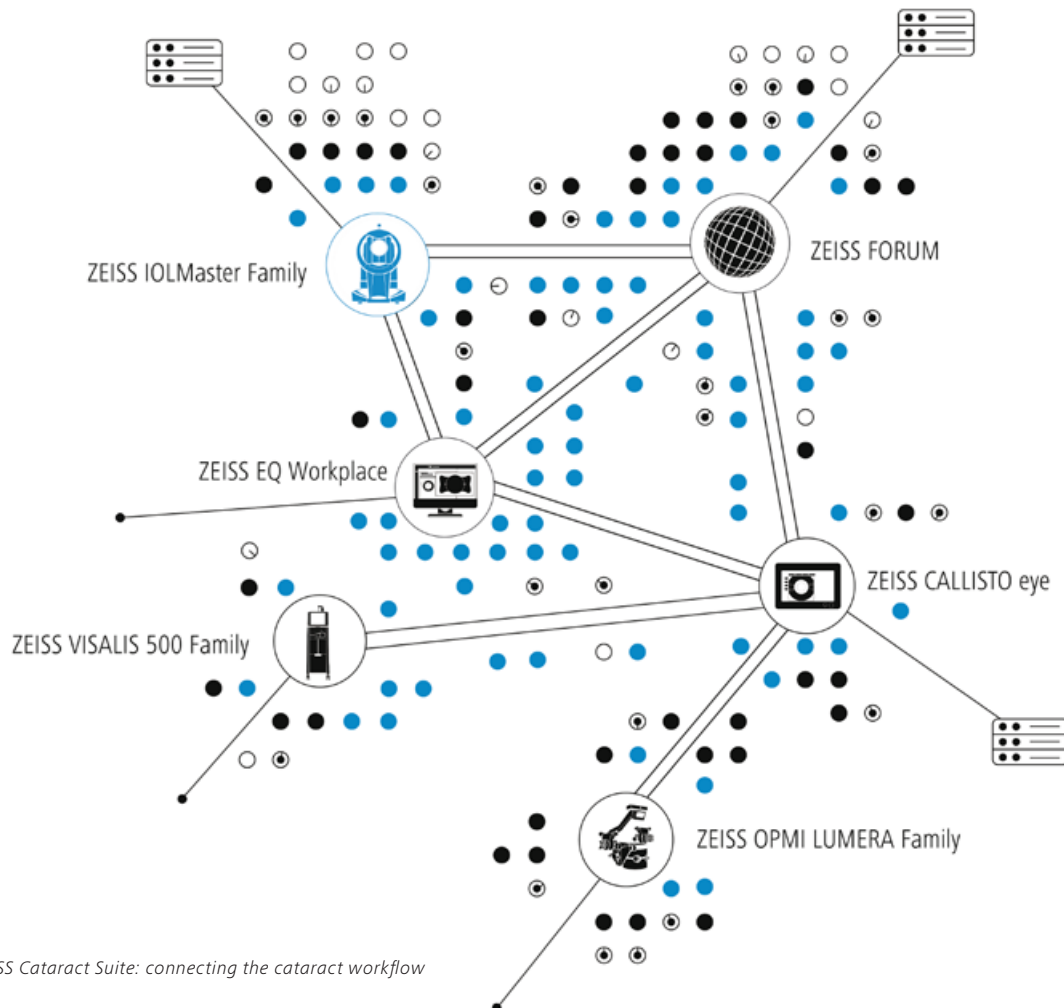 ZEISS FORUM
ZEISS IOLMaster Family
ZEISS EQ Workplace
ZEISS CALLISTO eye
ZEISS VISALIS 500 Family
ZEISS OPMI LUMERA Family
SS Cataract Suite: connecting the cataract workflow